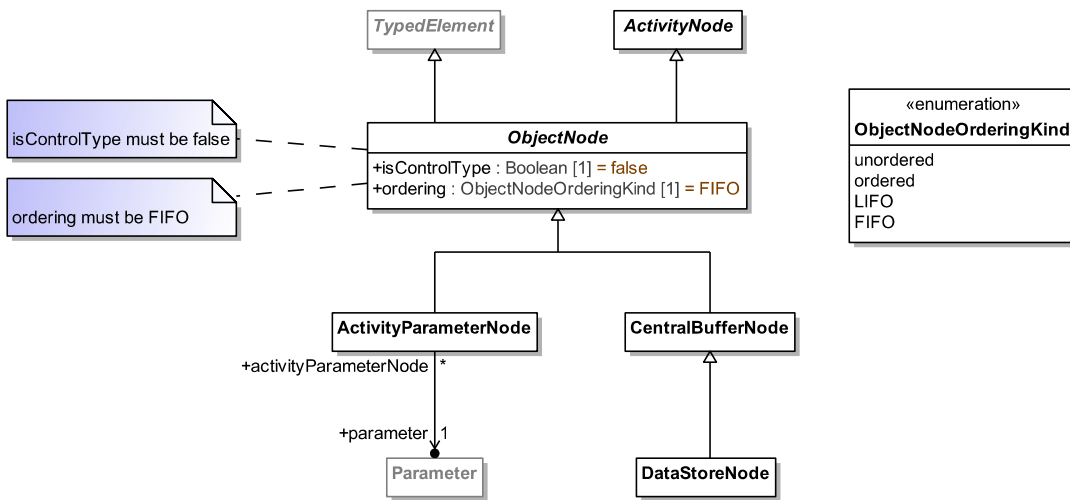 TypedElement
ActivityNode
isControlType must be false
ordering must be FIFO
ObjectNode
+isControlType : Boolean [1] = false
+ordering : ObjectNodeOrderingKind [1] = FIFO
«enumeration»
ObjectNodeOrderingKind
unordered
ordered
LIFO
FIFO
ActivityParameterNode
CentralBufferNode
+activityParameterNode *
+parameter 1
Parameter
DataStoreNode